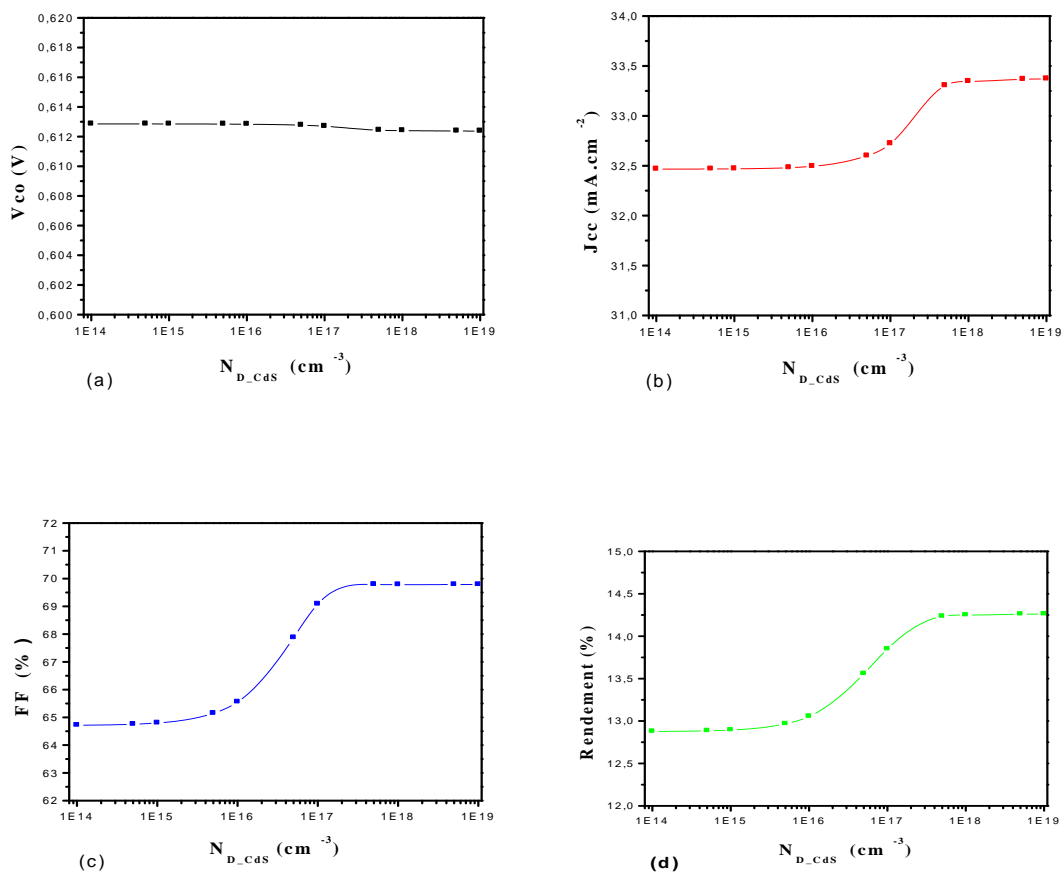 0,620
0,618
0,616
0,614
0,612
0,610
0,608
0,606
0,604
0,602
0,600
Vco (V)
1E14 1E15 1E16 1E17 1E18 1E19
N D_CdS (cm -3)
(a)
34,0
33,5
33,0
32,5
32,0
31,5
31,0
Jcc (mA.cm-2)
1E14 1E15 1E16 1E17 1E18 1E19
N D_CdS (cm -3)
(b)
72
71
70
69
68
67
66
65
64
63
62
FF (%)
1E14 1E15 1E16 1E17 1E18 1E19
N D_CdS (cm -3)
(c)
15,0
14,5
14,0
13,5
13,0
12,5
12,0
Rendement (%)
1E14 1E15 1E16 1E17 1E18 1E19
N D_CdS (cm -3)
(d)